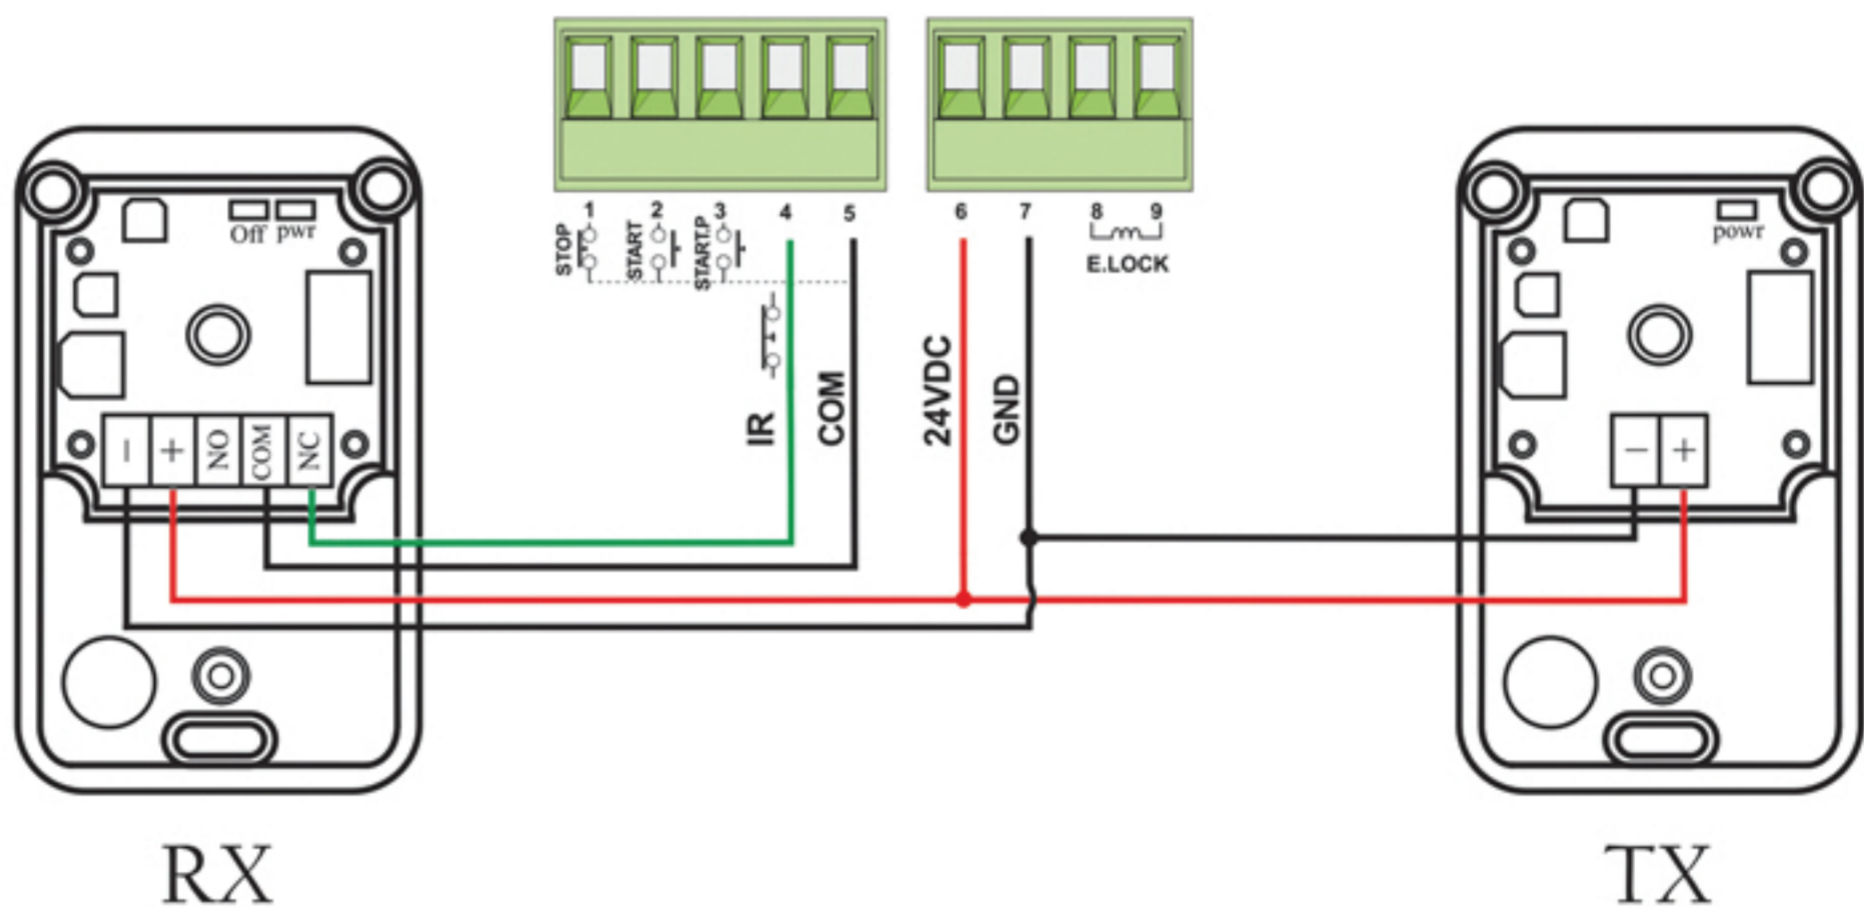 1 2 3 4 5
6 7 8 9
STOP
START
START.P
E.LOCK
Off pwr
powr
IR
COM
24VDC
GND
− + NO COM NC
− +
RX
TX